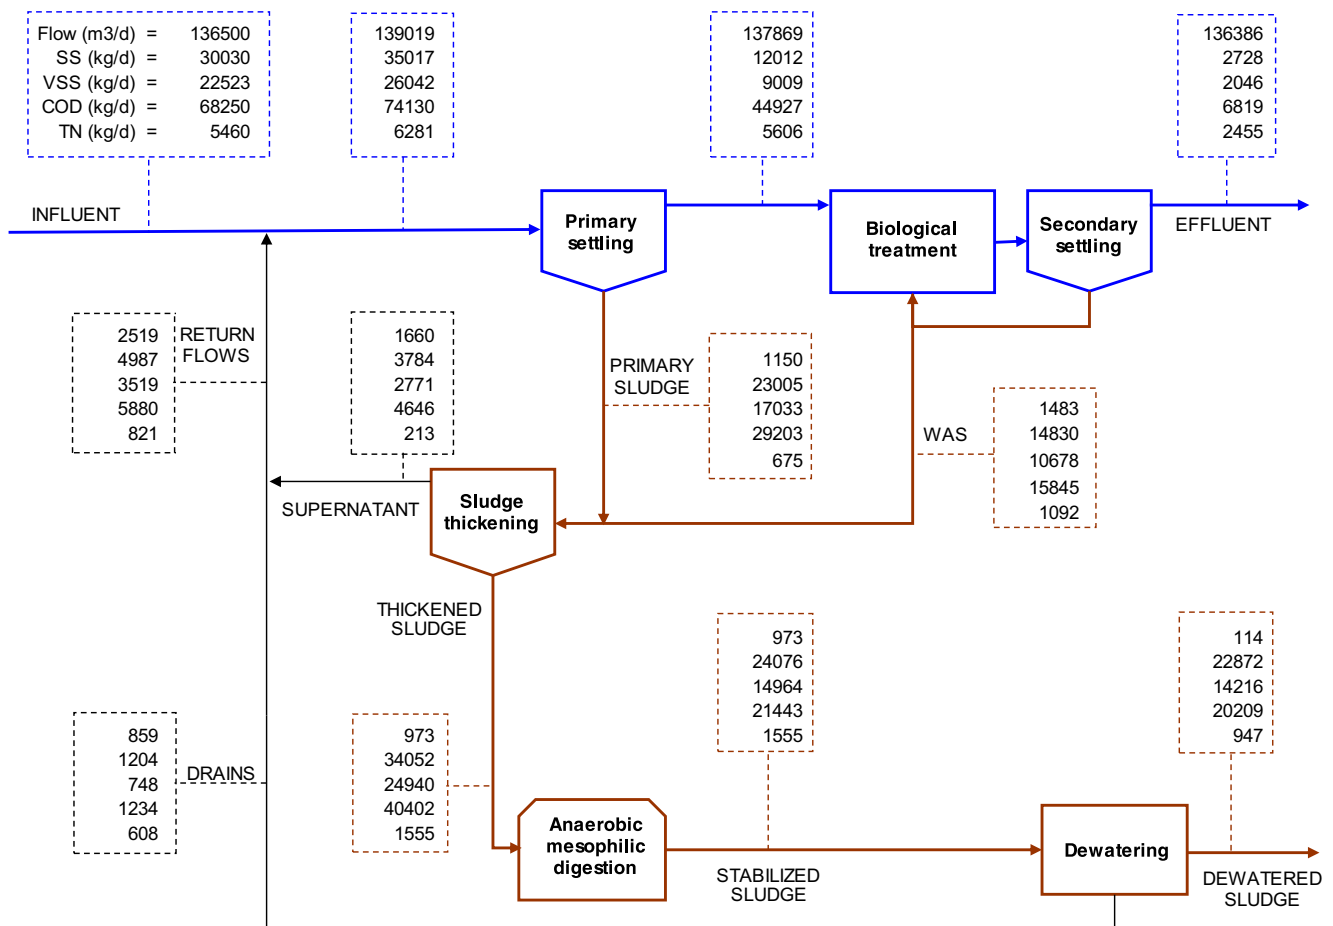 Flow (m3/d) = 136500
SS (kg/d) = 30030
VSS (kg/d) = 22523
COD (kg/d) = 68250
TN (kg/d) = 5460
139019
35017
26042
74130
6281
137869
12012
9009
44927
5606
136386
2728
2046
6819
2455
INFLUENT
Primary
settling
Biological
treatment
Secondary
settling
EFFLUENT
2519
4987
3519
5880
821
RETURN
FLOWS
1660
3784
2771
4646
213
PRIMARY
SLUDGE
1150
23005
17033
29203
675
WAS
1483
14830
10678
15845
1092
SUPERNATANT
Sludge
thickening
THICKENED
SLUDGE
973
24076
14964
21443
1555
114
22872
14216
20209
947
859
1204
748
1234
608
DRAINS
973
34052
24940
40402
1555
Anaerobic
mesophilic
digestion
STABILIZED
SLUDGE
Dewatering
DEWATERED
SLUDGE